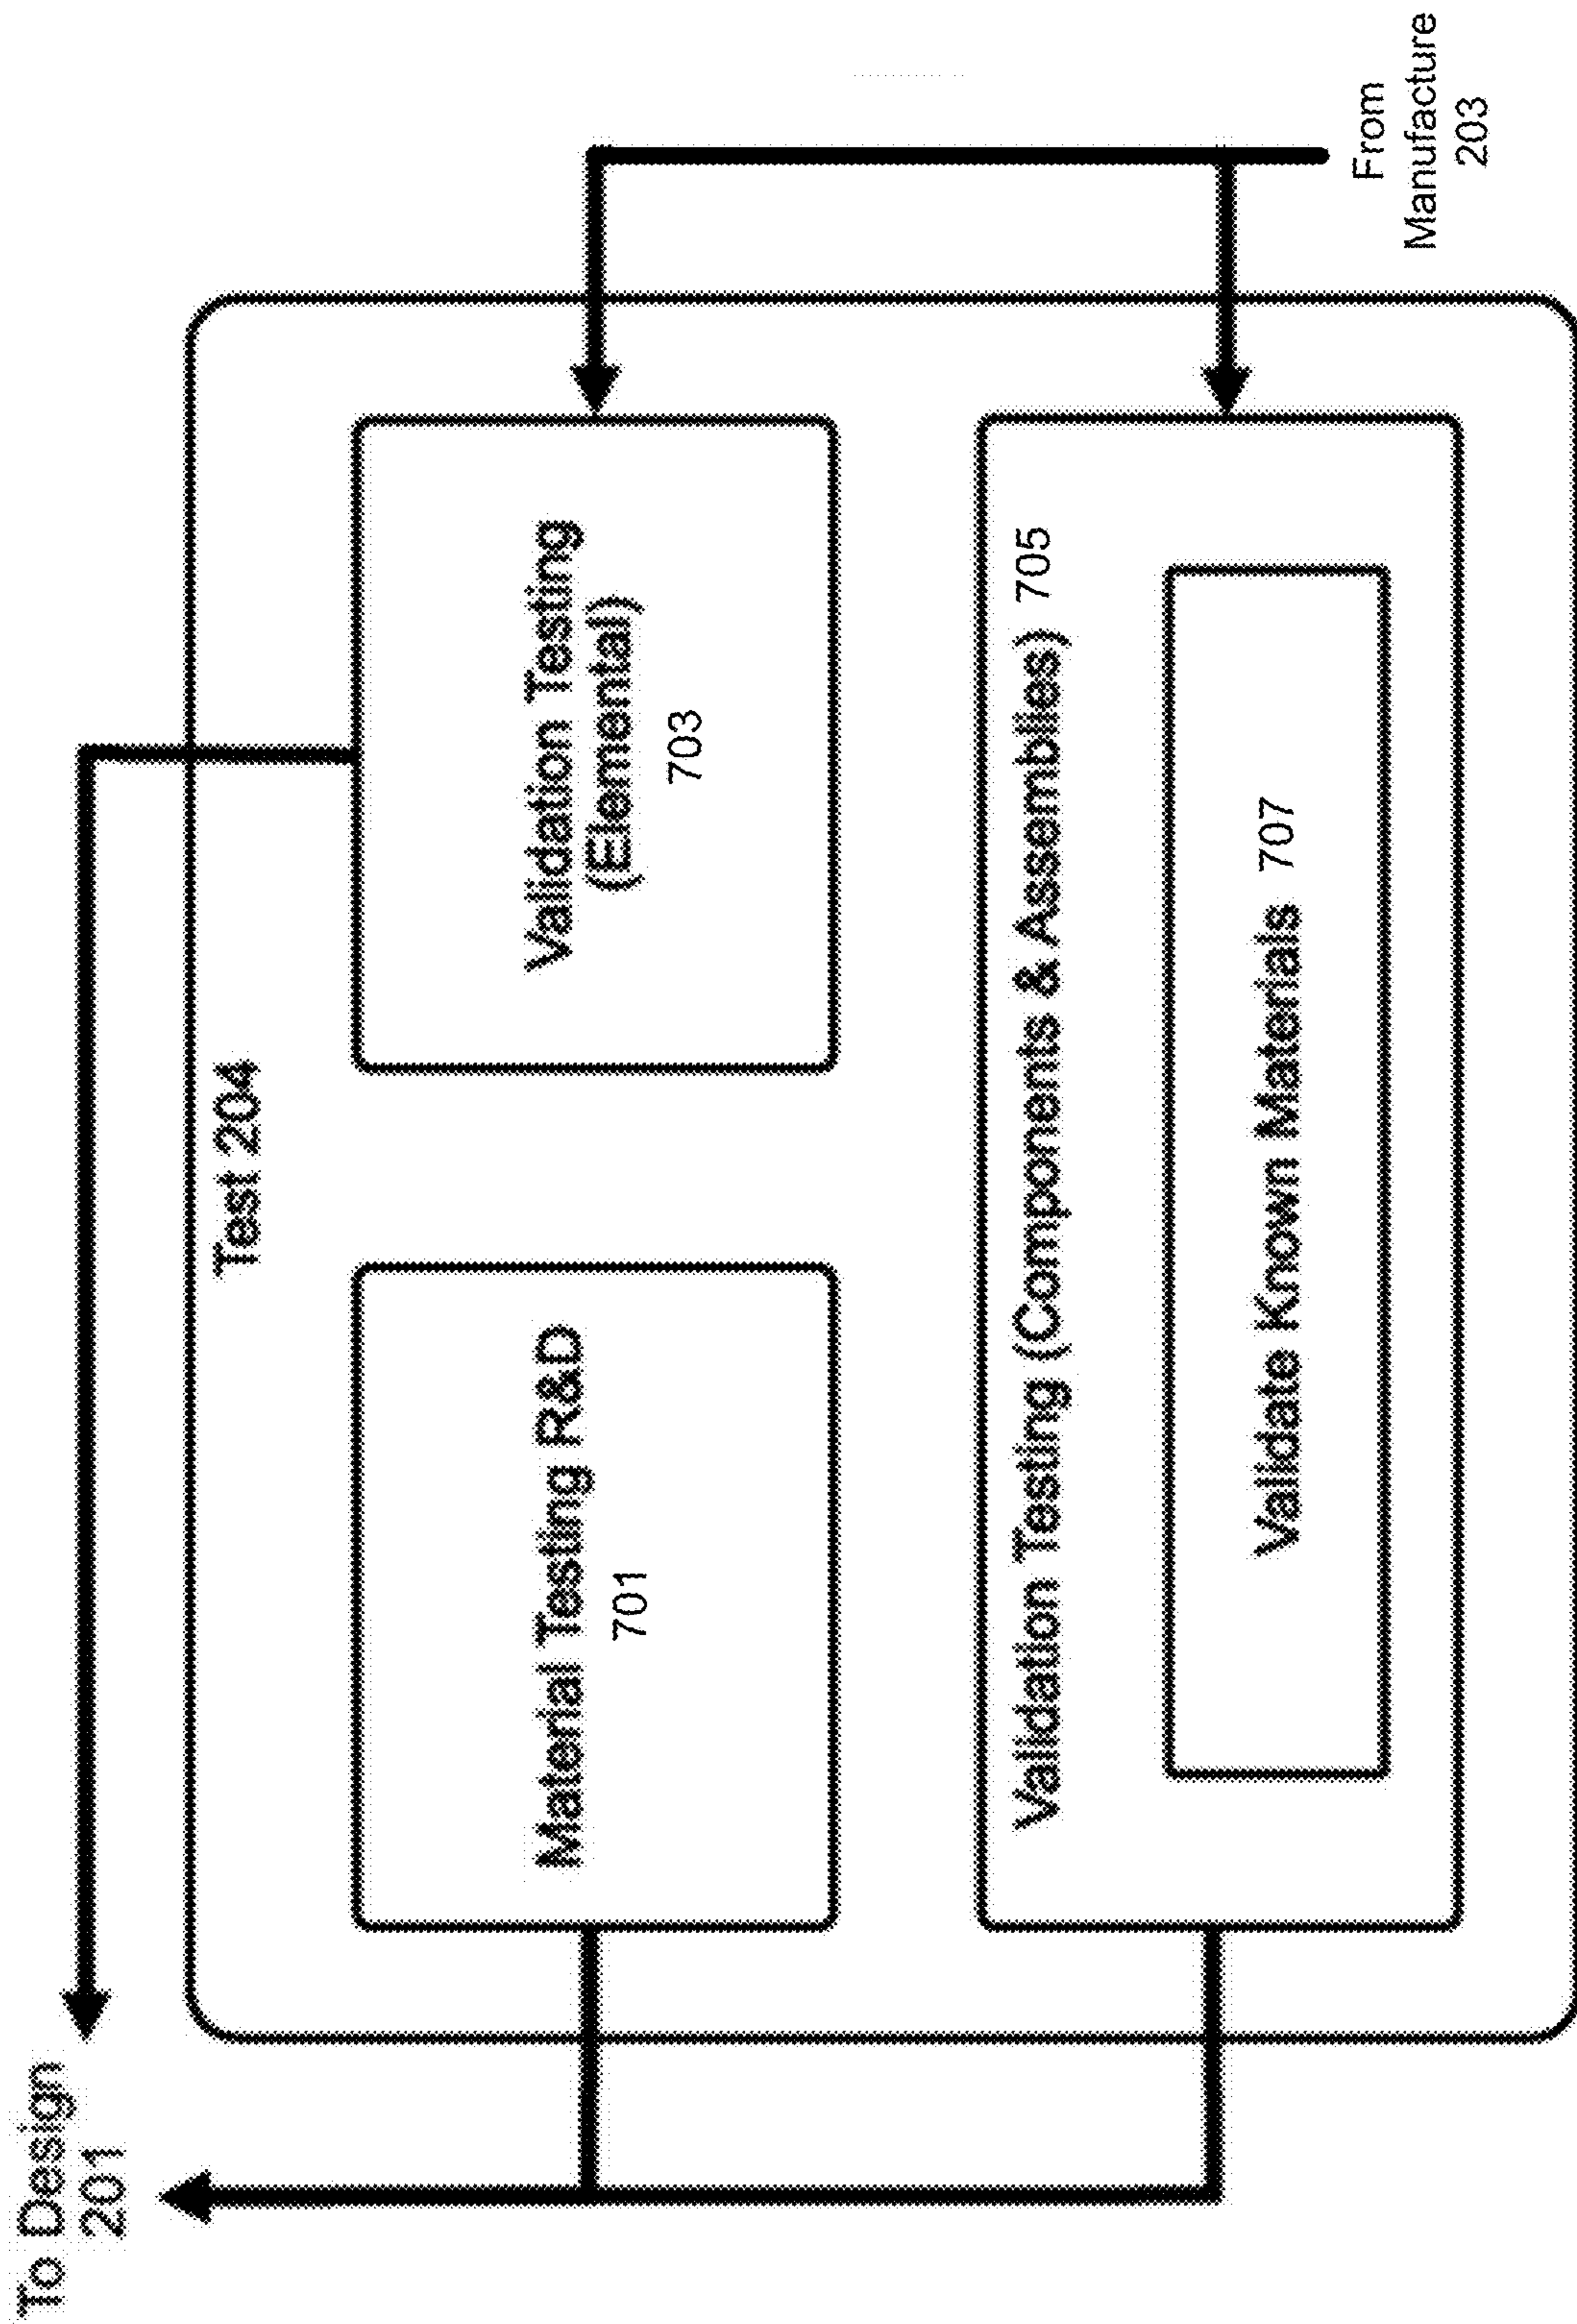 To Design
201
Test 204
Material Testing R&D
701
Validation Testing
(Elemental)
703
Validation Testing (Components & Assemblies) 705
Validate Known Materials 707
From
Manufacture
203